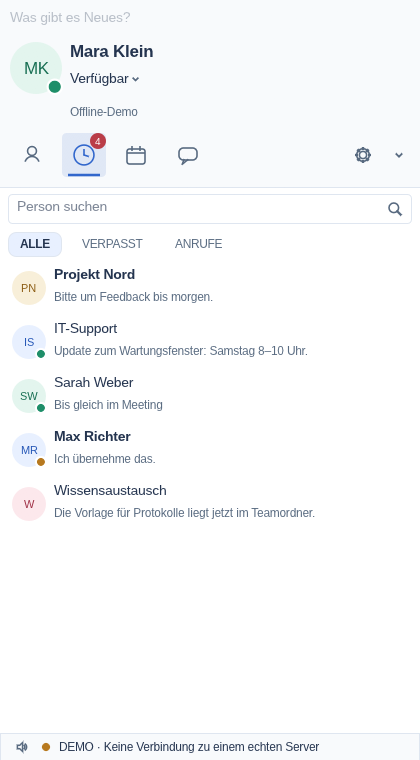 Was gibt es Neues?
MK
Mara Klein
Verfügbar
Offline-Demo
4
Person suchen
ALLE
VERPASST
ANRUFE
PN
Projekt Nord
Bitte um Feedback bis morgen.
IS
IT-Support
Update zum Wartungsfenster: Samstag 8–10 Uhr.
SW
Sarah Weber
Bis gleich im Meeting
MR
Max Richter
Ich übernehme das.
W
Wissensaustausch
Die Vorlage für Protokolle liegt jetzt im Teamordner.
DEMO · Keine Verbindung zu einem echten Server